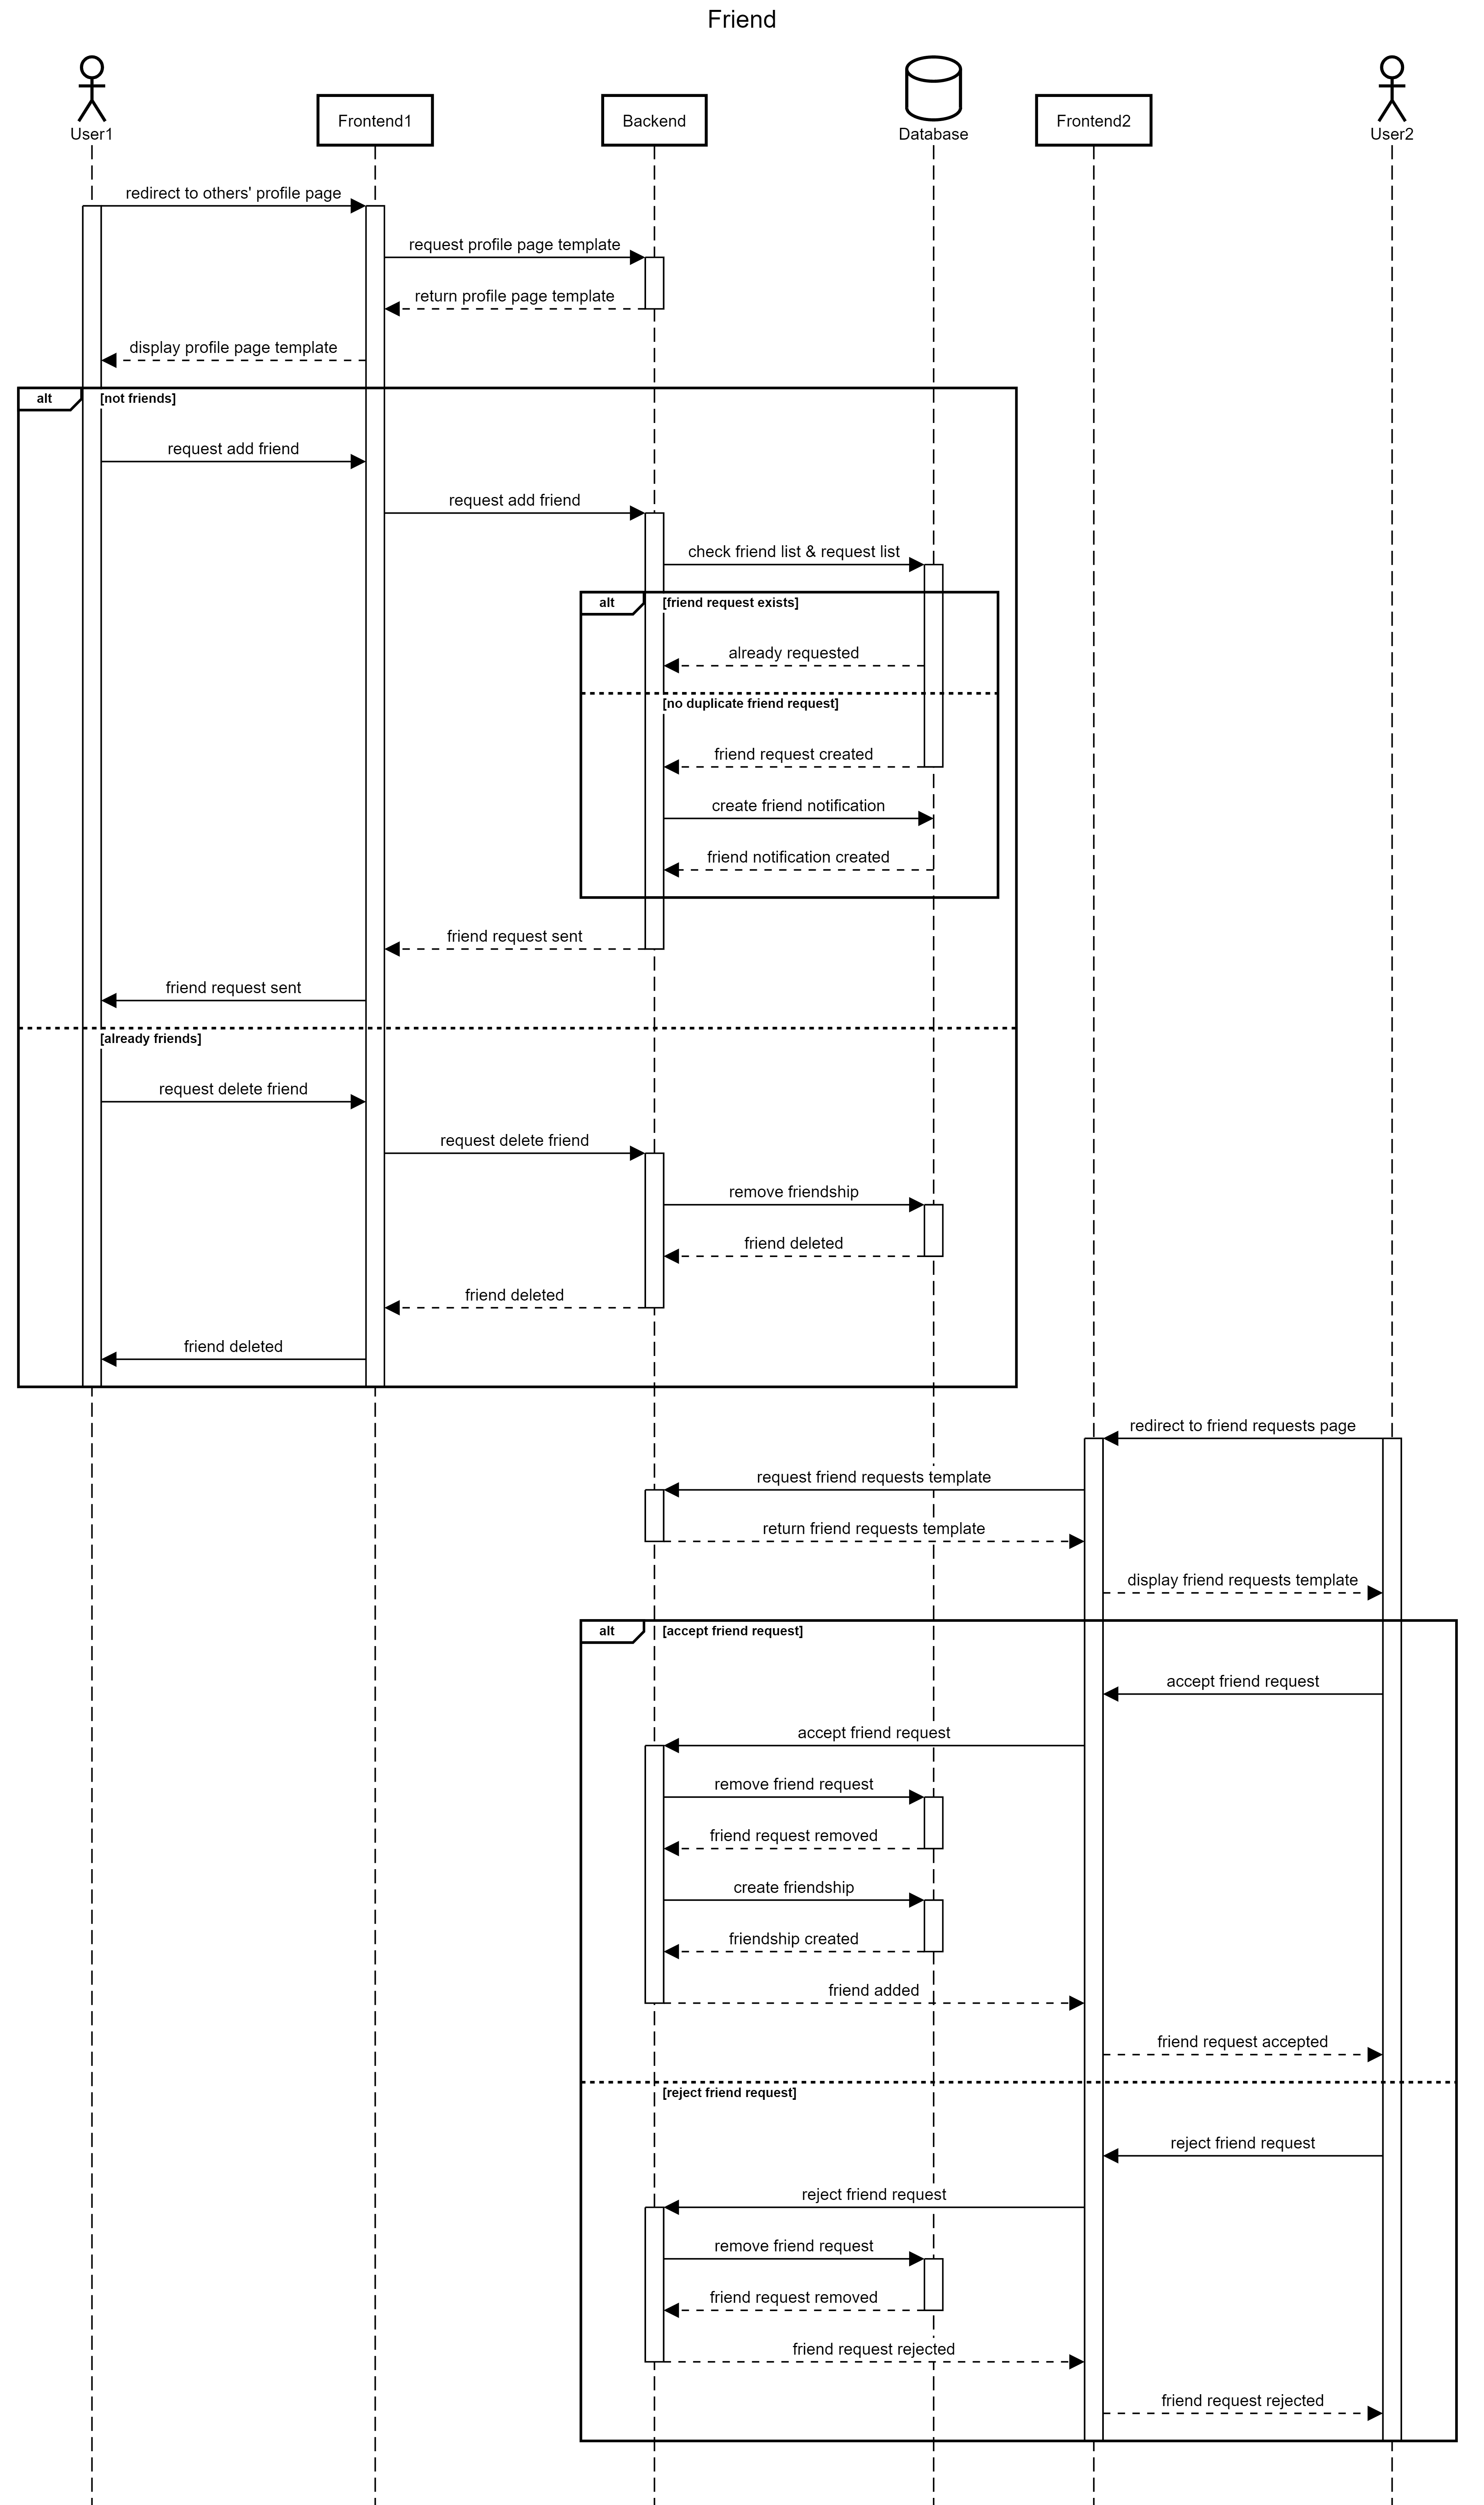 Friend
User1
Frontend1
Backend
Database
Frontend2
User2
redirect to others' profile page
request profile page template
return profile page template
display profile page template
alt
[not friends]
request add friend
request add friend
check friend list & request list
alt
[friend request exists]
already requested
[no duplicate friend request]
friend request created
create friend notification
friend notification created
friend request sent
friend request sent
[already friends]
request delete friend
request delete friend
remove friendship
friend deleted
friend deleted
friend deleted
redirect to friend requests page
request friend requests template
return friend requests template
display friend requests template
alt
[accept friend request]
accept friend request
accept friend request
remove friend request
friend request removed
create friendship
friendship created
friend added
friend request accepted
[reject friend request]
reject friend request
reject friend request
remove friend request
friend request removed
friend request rejected
friend request rejected